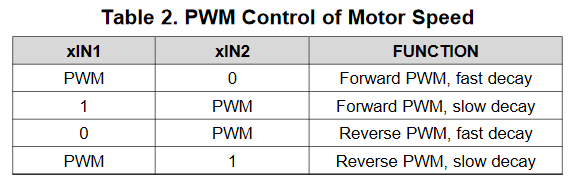 Table 2. PWM Control of Motor Speed
xIN1 xIN2 FUNCTION
PWM 0 Forward PWM, fast decay
1 PWM Forward PWM, slow decay
0 PWM Reverse PWM, fast decay
PWM 1 Reverse PWM, slow decay